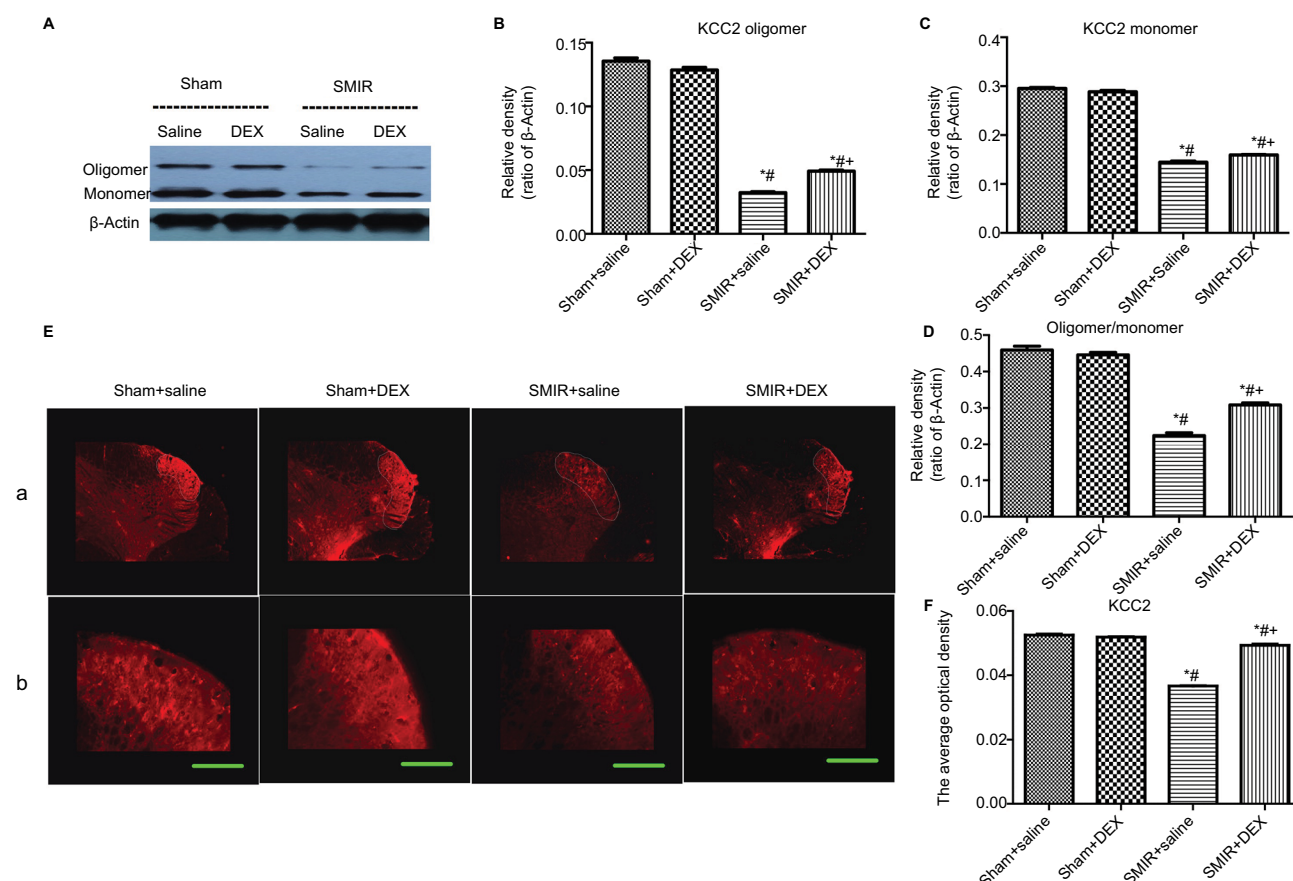 A
Sham
SMIR
Saline
DEX
Saline
DEX
Oligomer
Monomer
β-Actin
B
KCC2 oligomer
Relative density
(ratio of β-Actin)
0.15
0.10
0.05
0.00
*#
*#+
Sham+saline
Sham+DEX
SMIR+saline
SMIR+DEX
C
KCC2 monomer
Relative density
(ratio of β-Actin)
0.4
0.3
0.2
0.1
0.0
*#
*#+
Sham+saline
Sham+DEX
SMIR+Saline
SMIR+DEX
D
Oligomer/monomer
Relative density
(ratio of β-Actin)
0.5
0.4
0.3
0.2
0.1
0.0
*#
*#+
Sham+saline
Sham+DEX
SMIR+saline
SMIR+DEX
E
Sham+saline
Sham+DEX
SMIR+saline
SMIR+DEX
a
b
F
KCC2
The average optical density
0.06
0.04
0.02
0.00
*#
*#+
Sham+saline
Sham+DEX
SMIR+saline
SMIR+DEX